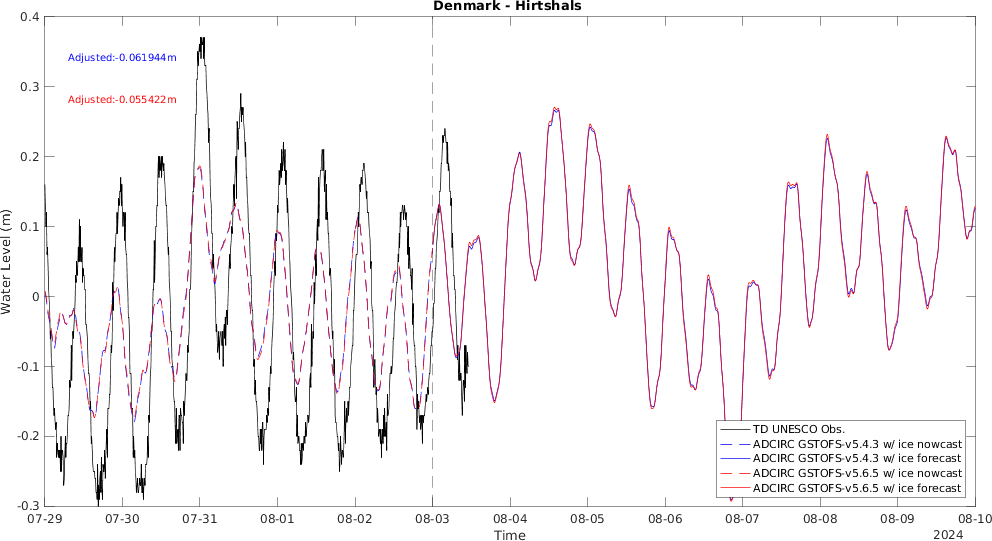 Denmark - Hirtshals
Adjusted:-0.061944m
Adjusted:-0.055422m
Water Level (m)
0.4
0.3
0.2
0.1
0
-0.1
-0.2
-0.3
TD UNESCO Obs.
ADCIRC GSTOFS-v5.4.3 w/ ice nowcast
ADCIRC GSTOFS-v5.4.3 w/ ice forecast
ADCIRC GSTOFS-v5.6.5 w/ ice nowcast
ADCIRC GSTOFS-v5.6.5 w/ ice forecast
07-29 07-30 07-31 08-01 08-02 08-03 08-04 08-05 08-06 08-07 08-08 08-09 08-10
Time
2024